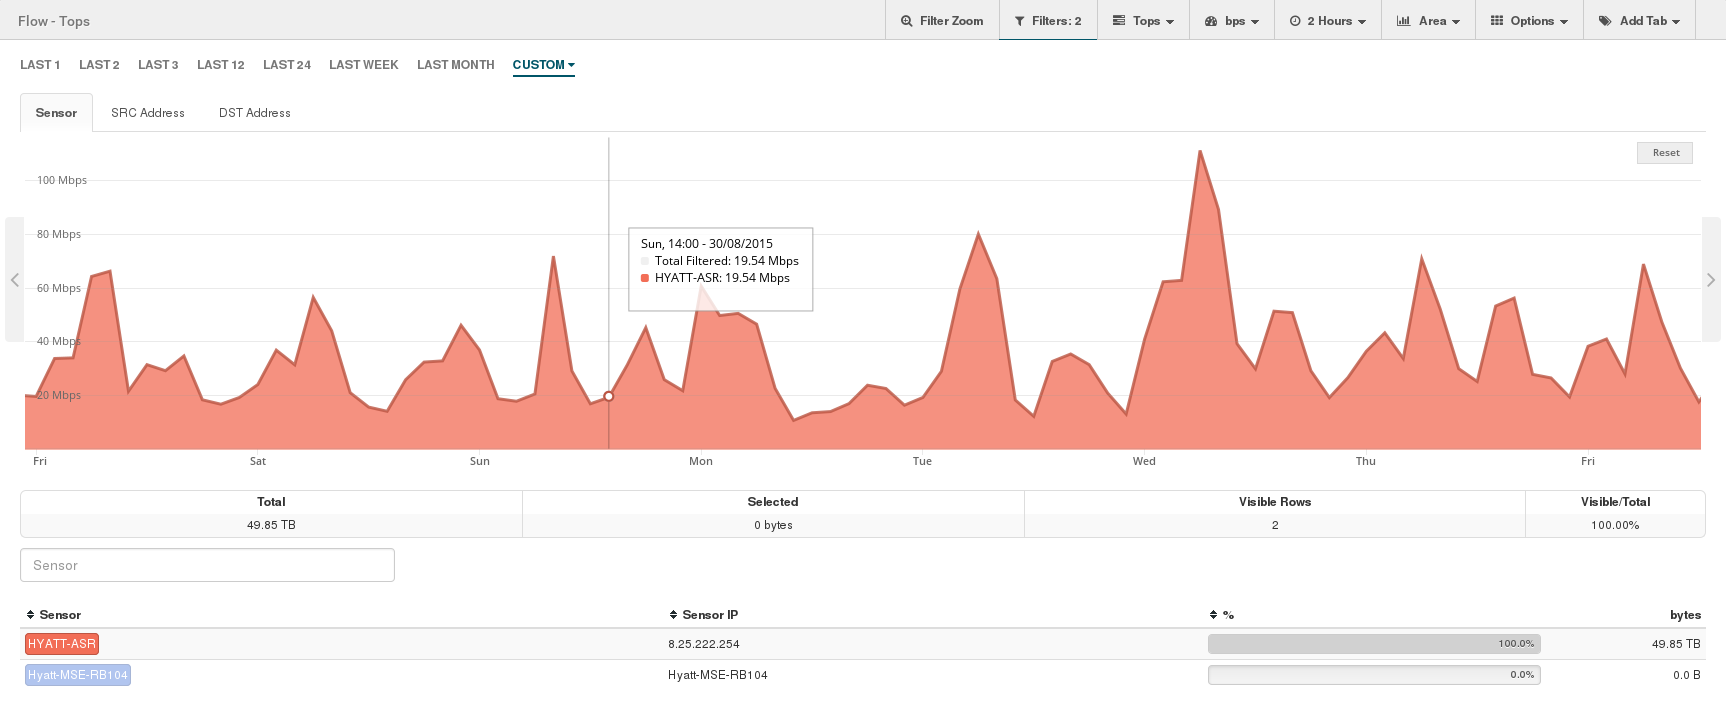 Flow - Tops
Filter Zoom
Filters: 2
Tops
bps
2 Hours
Area
Options
Add Tab
LAST 1 LAST 2 LAST 3 LAST 12 LAST 24 LAST WEEK LAST MONTH CUSTOM
Sensor SRC Address DST Address
Reset
100 Mbps
80 Mbps
60 Mbps
40 Mbps
20 Mbps
Sun, 14:00 - 30/08/2015
Total Filtered: 19.54 Mbps
HYATT-ASR: 19.54 Mbps
Fri Sat Sun Mon Tue Wed Thu Fri
Total Selected Visible Rows Visible/Total
49.85 TB 0 bytes 2 100.00%
Sensor
Sensor Sensor IP % bytes
HYATT-ASR 8.25.222.254 100.0% 49.85 TB
Hyatt-MSE-RB104 Hyatt-MSE-RB104 0.0% 0.0 B